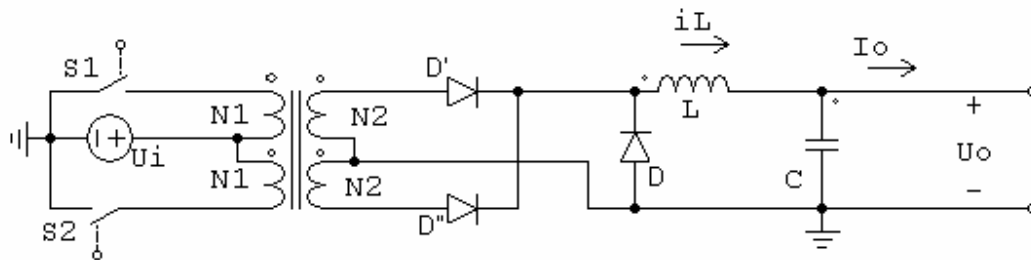 iL
Io
S1
D'
N1
N2
L
+
Ui
N1
N2
D
C
Uo
S2
D"
-